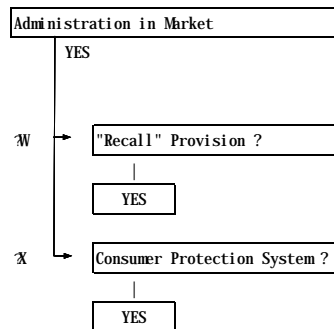 Administration in Market
YES
?W
"Recall" Provision ?
YES
?X
Consumer Protection System ?
YES